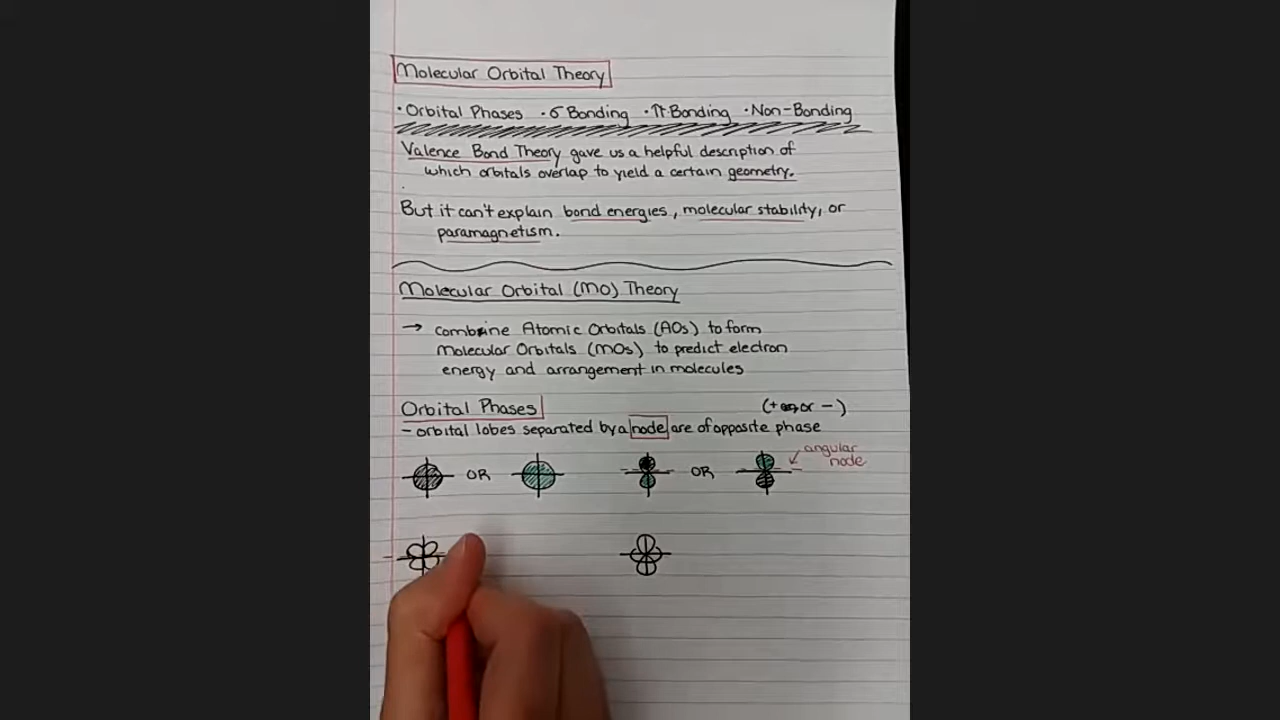 Molecular Orbital Theory
· Orbital Phases · σ Bonding · π Bonding · Non-Bonding
Valence Bond Theory gave us a helpful description of
which orbitals overlap to yield a certain geometry.
But it can't explain bond energies, molecular stability, or
paramagnetism.
Molecular Orbital (MO) Theory
→ combine Atomic Orbitals (AOs) to form
Molecular Orbitals (MOs) to predict electron
energy and arrangement in molecules
Orbital Phases (+ or −)
- orbital lobes separated by a node are of opposite phase
OR OR angular
node